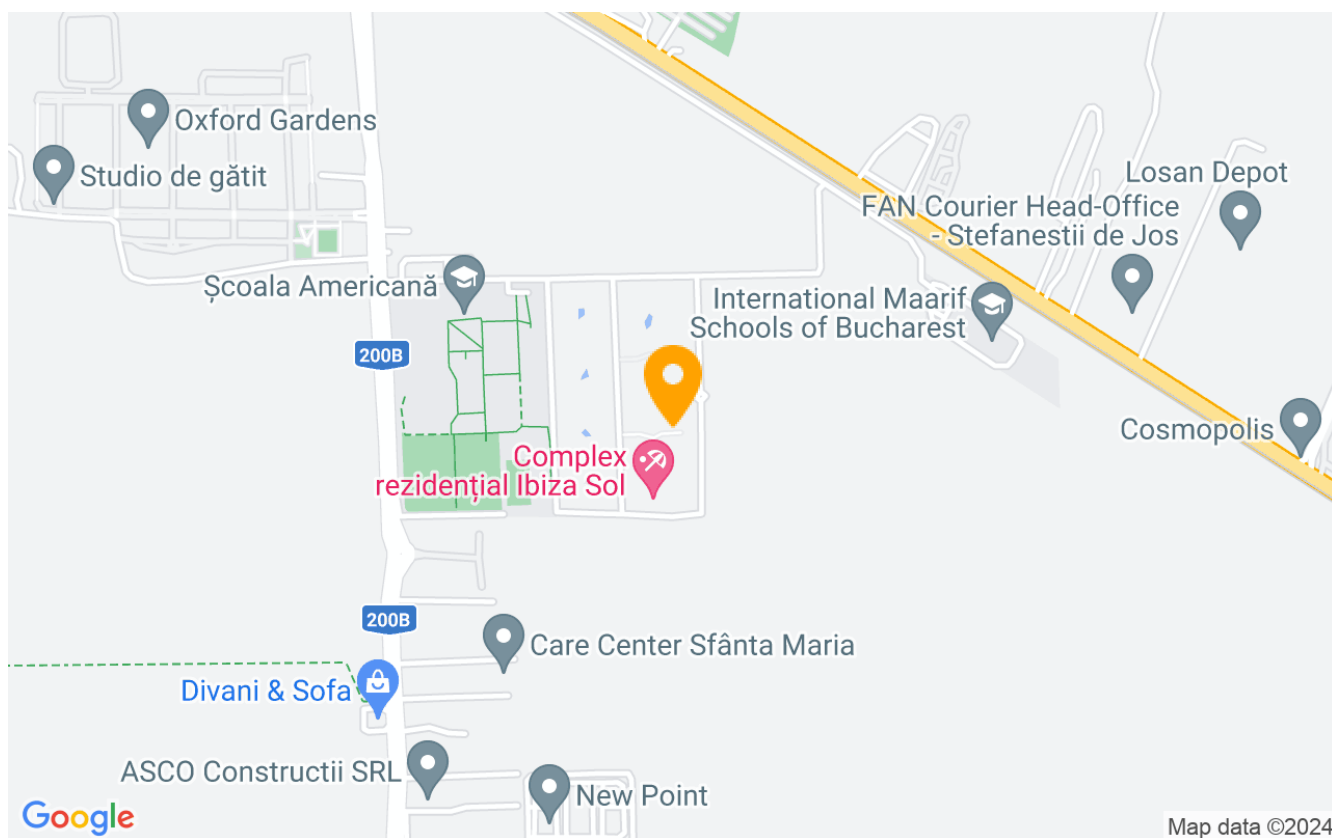 Oxford Gardens
Studio de gătit
Losan Depot
FAN Courier Head-Office
- Stefanestii de Jos
Școala Americană
International Maarif
Schools of Bucharest
200B
Cosmopolis
Complex
rezidențial Ibiza Sol
200B
Care Center Sfânta Maria
Divani & Sofa
ASCO Constructii SRL
New Point
Google
Map data ©2024